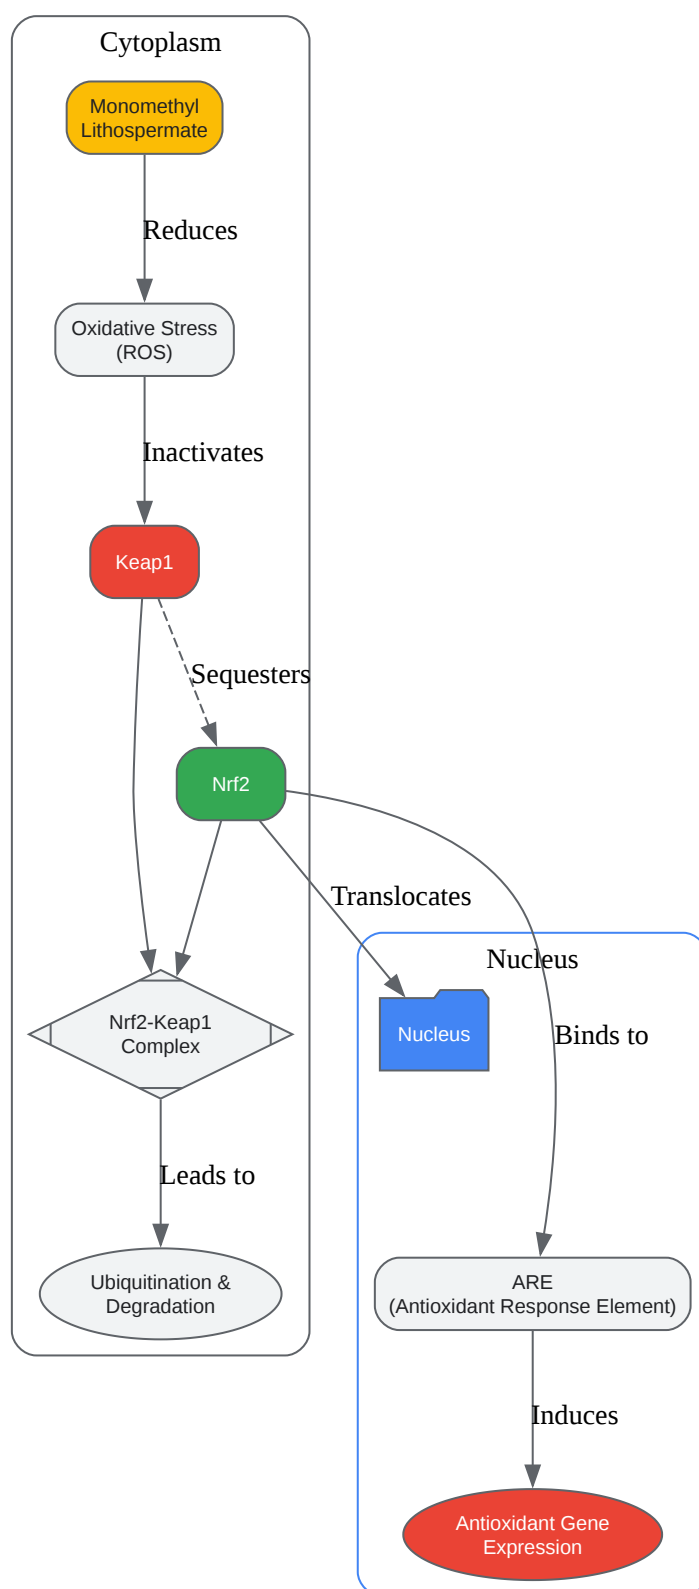 Cytoplasm
Monomethyl
Lithospermate
Reduces
Oxidative Stress
(ROS)
Inactivates
Keap1
Sequesters
Nrf2
Translocates
Nucleus
Nucleus
Binds to
Nrf2-Keap1
Complex
Leads to
Ubiquitination &
Degradation
ARE
(Antioxidant Response Element)
Induces
Antioxidant Gene
Expression